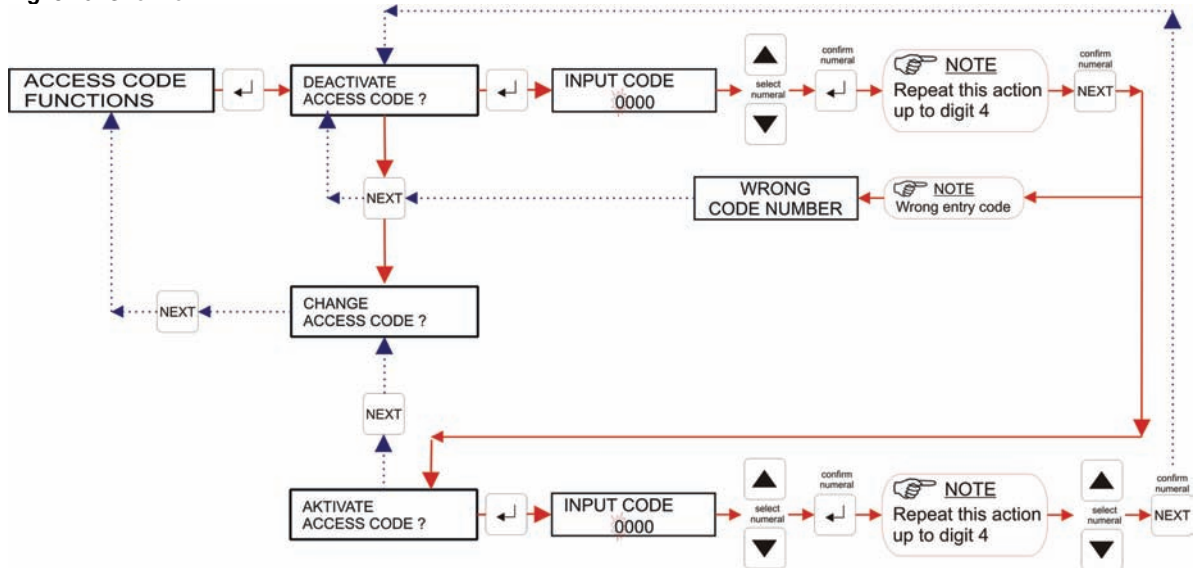 ACCESS CODE
FUNCTIONS
DEACTIVATE
ACCESS CODE ?
INPUT CODE
0000
select
numeral
confirm
numeral
NOTE
Repeat this action
up to digit 4
confirm
numeral
NEXT
NEXT
WRONG
CODE NUMBER
NOTE
Wrong entry code
NEXT
CHANGE
ACCESS CODE ?
NEXT
AKTIVATE
ACCESS CODE ?
INPUT CODE
0000
select
numeral
confirm
numeral
NOTE
Repeat this action
up to digit 4
select
numeral
confirm
numeral
NEXT